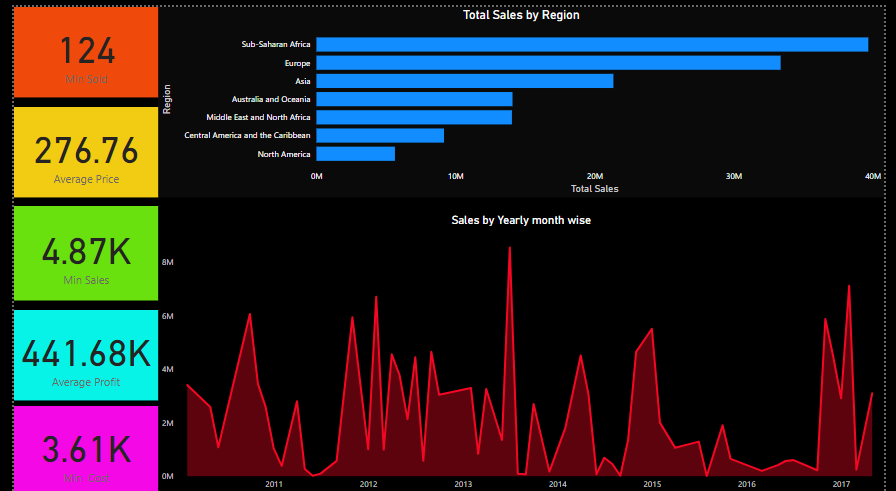 124
Min Sold
276.76
Average Price
4.87K
Min Sales
441.68K
Average Profit
3.61K
Total Sales by Region
Region
Sub-Saharan Africa
Europe
Asia
Australia and Oceania
Middle East and North Africa
Central America and the Caribbean
North America
0M 10M 20M 30M 40M
Total Sales
Sales by Yearly month wise
8M
6M
4M
2M
0M
2011 2012 2013 2014 2015 2016 2017